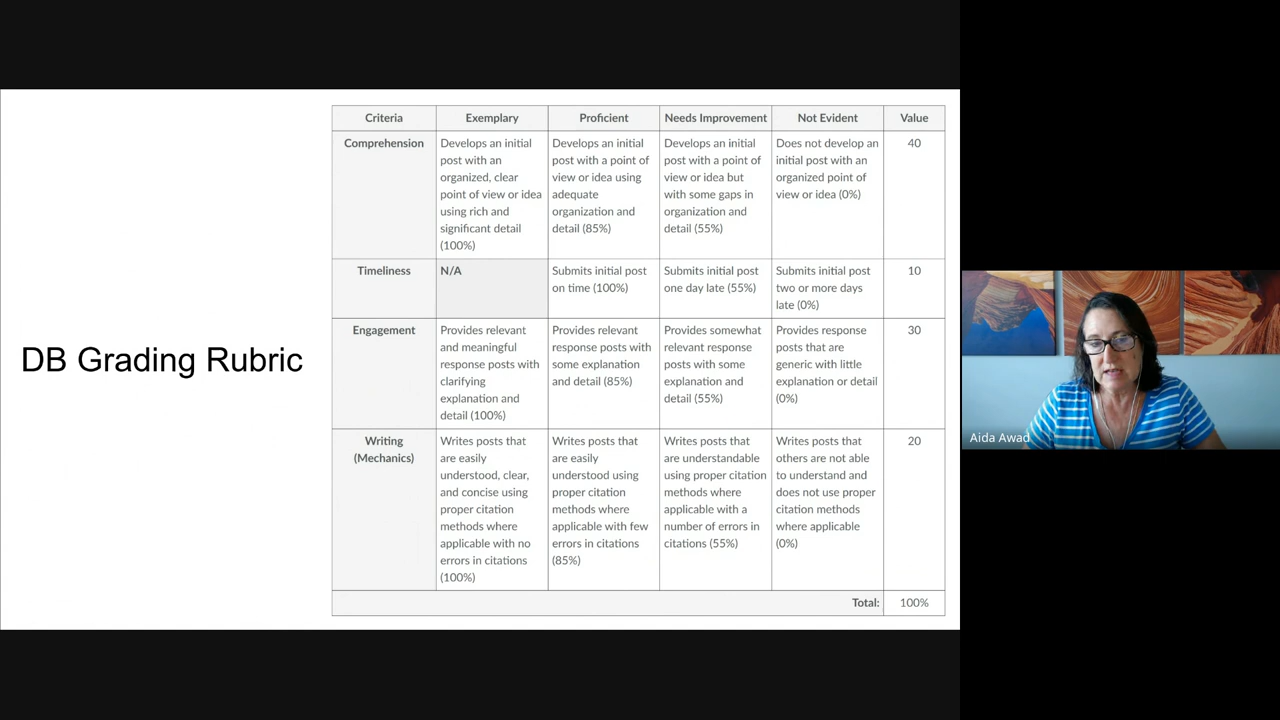 DB Grading Rubric
Criteria
Exemplary
Proficient
Needs Improvement
Not Evident
Value
Comprehension
Develops an initial
post with an
organized, clear
point of view or idea
using rich and
significant detail
(100%)
Develops an initial
post with a point of
view or idea using
adequate
organization and
detail (85%)
Develops an initial
post with a point of
view or idea but
with some gaps in
organization and
detail (55%)
Does not develop an
initial post with an
organized point of
view or idea (0%)
40
Timeliness
N/A
Submits initial post
on time (100%)
Submits initial post
one day late (55%)
Submits initial post
two or more days
late (0%)
10
Engagement
Provides relevant
and meaningful
response posts with
clarifying
explanation and
detail (100%)
Provides relevant
response posts with
some explanation
and detail (85%)
Provides somewhat
relevant response
posts with some
explanation and
detail (55%)
Provides response
posts that are
generic with little
explanation or detail
(0%)
30
Writing
(Mechanics)
Writes posts that
are easily
understood, clear,
and concise using
proper citation
methods where
applicable with no
errors in citations
(100%)
Writes posts that
are easily
understood using
proper citation
methods where
applicable with few
errors in citations
(85%)
Writes posts that
are understandable
using proper citation
methods where
applicable with a
number of errors in
citations (55%)
Writes posts that
others are not able
to understand and
does not use proper
citation methods
where applicable
(0%)
20
Total:
100%
Aida Awad